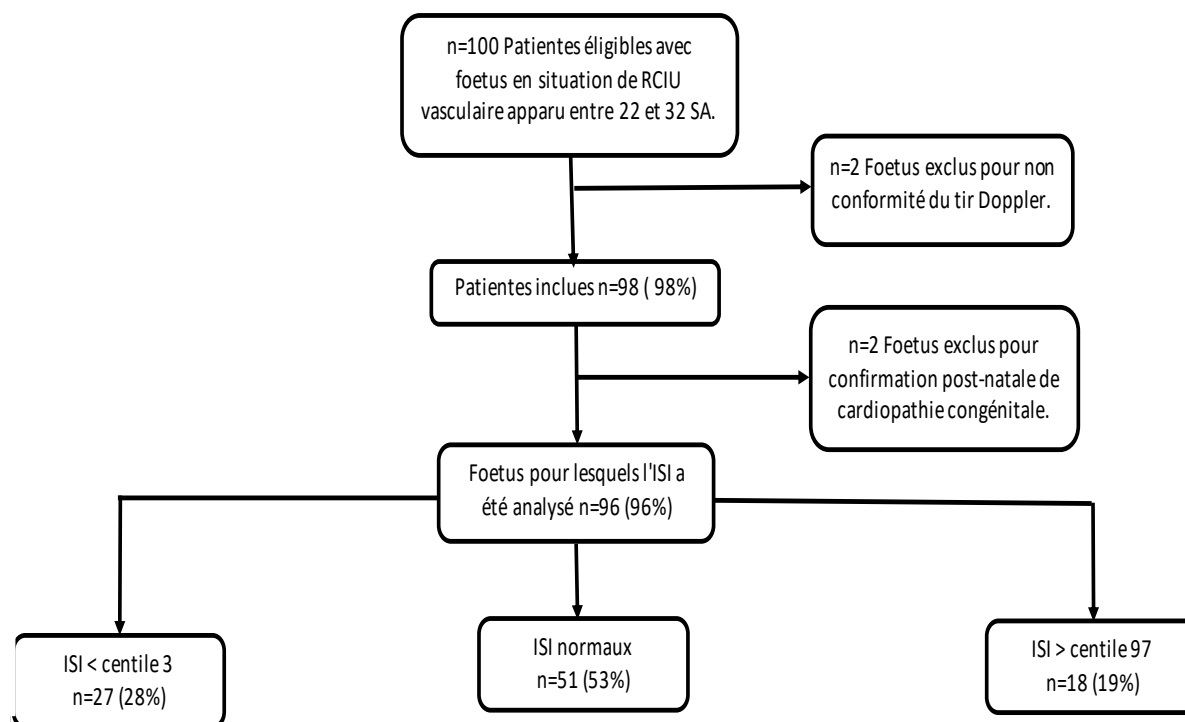 n=100 Patientes éligibles avec
foetus en situation de RCIU
vasculaire apparu entre 22 et 32 SA.
n=2 Foetus exclus pour non
conformité du tir Doppler.
Patientes inclues n=98 ( 98%)
n=2 Foetus exclus pour
confirmation post-natale de
cardiopathie congénitale.
Foetus pour lesquels l'ISI a
été analysé n=96 (96%)
ISI < centile 3
n=27 (28%)
ISI normaux
n=51 (53%)
ISI > centile 97
n=18 (19%)